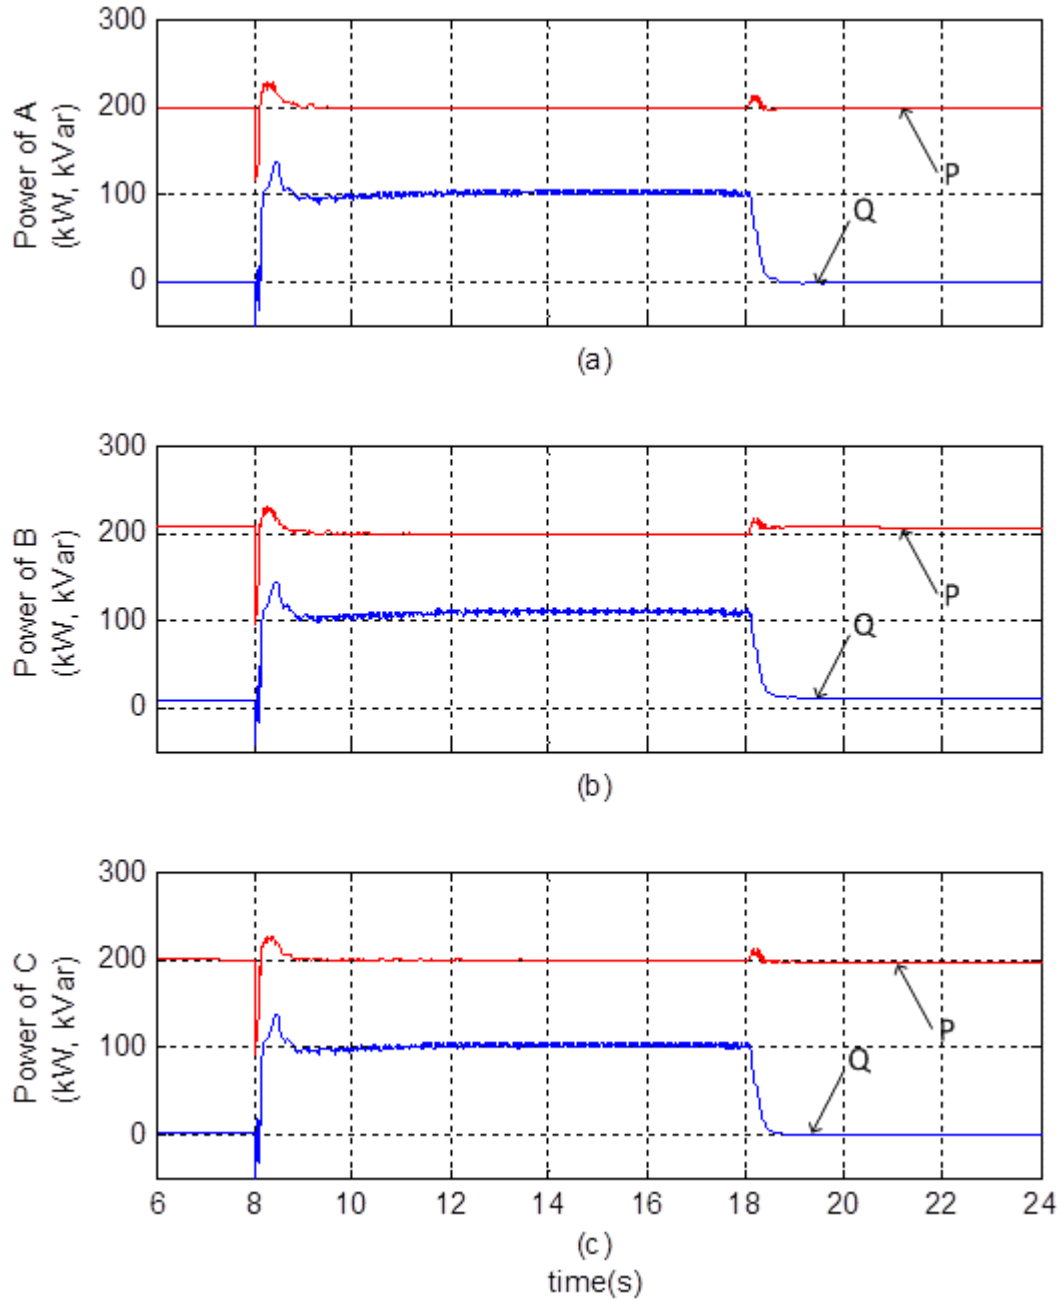 300
200
100
0
Power of A
(kW, kVar)
P
Q
(a)
300
200
100
0
Power of B
(kW, kVar)
P
Q
(b)
300
200
100
0
Power of C
(kW, kVar)
P
Q
6 8 10 12 14 16 18 20 22 24
(c)
time(s)